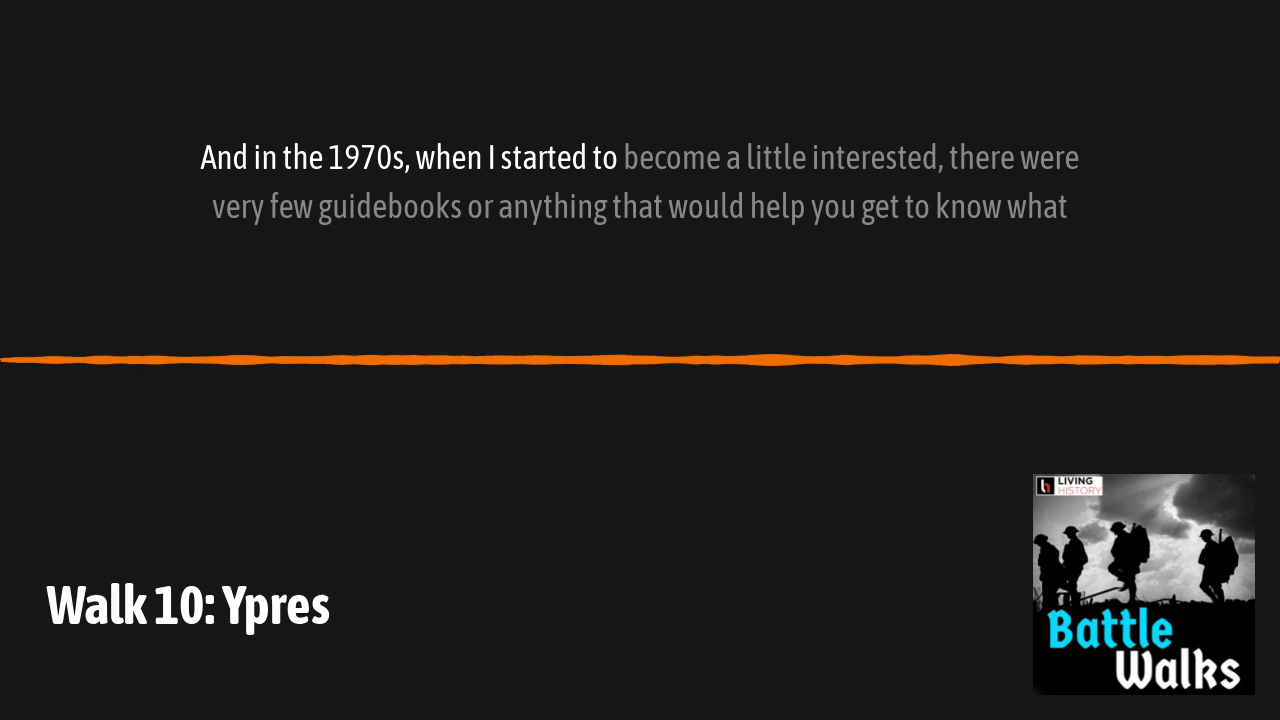 And in the 1970s, when I started to become a little interested, there were
very few guidebooks or anything that would help you get to know what
Walk 10: Ypres
LIVING
HISTORY
Battle
Walks